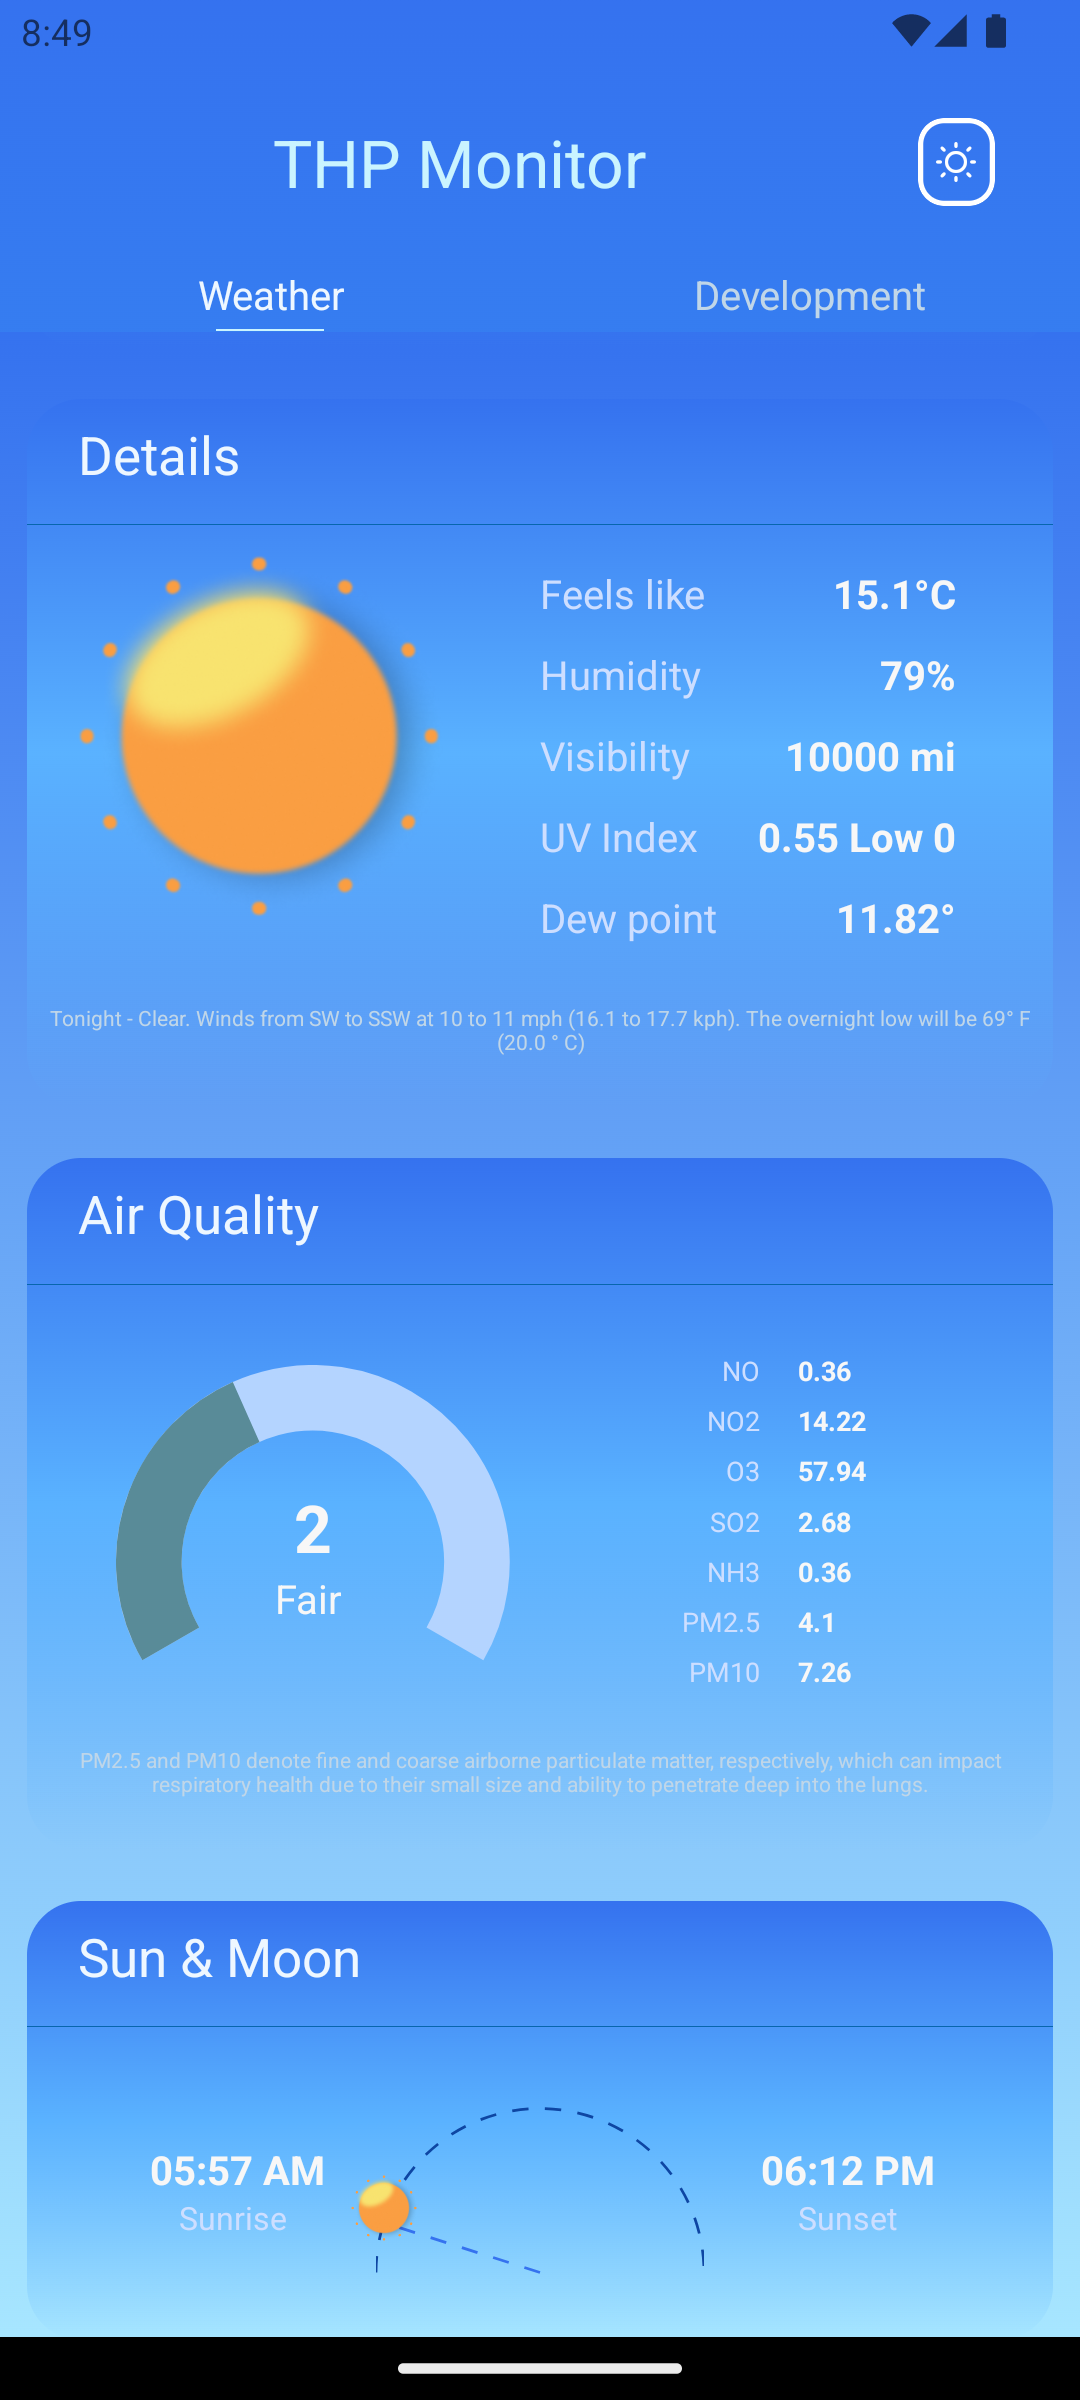 8:49
THP Monitor
Weather
Development
Details
Feels like 15.1°C
Humidity 79%
Visibility 10000 mi
UV Index 0.55 Low 0
Dew point 11.82°
Tonight - Clear. Winds from SW to SSW at 10 to 11 mph (16.1 to 17.7 kph). The overnight low will be 69° F
(20.0 ° C)
Air Quality
2
Fair
NO 0.36
NO2 14.22
O3 57.94
SO2 2.68
NH3 0.36
PM2.5 4.1
PM10 7.26
PM2.5 and PM10 denote fine and coarse airborne particulate matter, respectively, which can impact
respiratory health due to their small size and ability to penetrate deep into the lungs.
Sun & Moon
05:57 AM
Sunrise
06:12 PM
Sunset